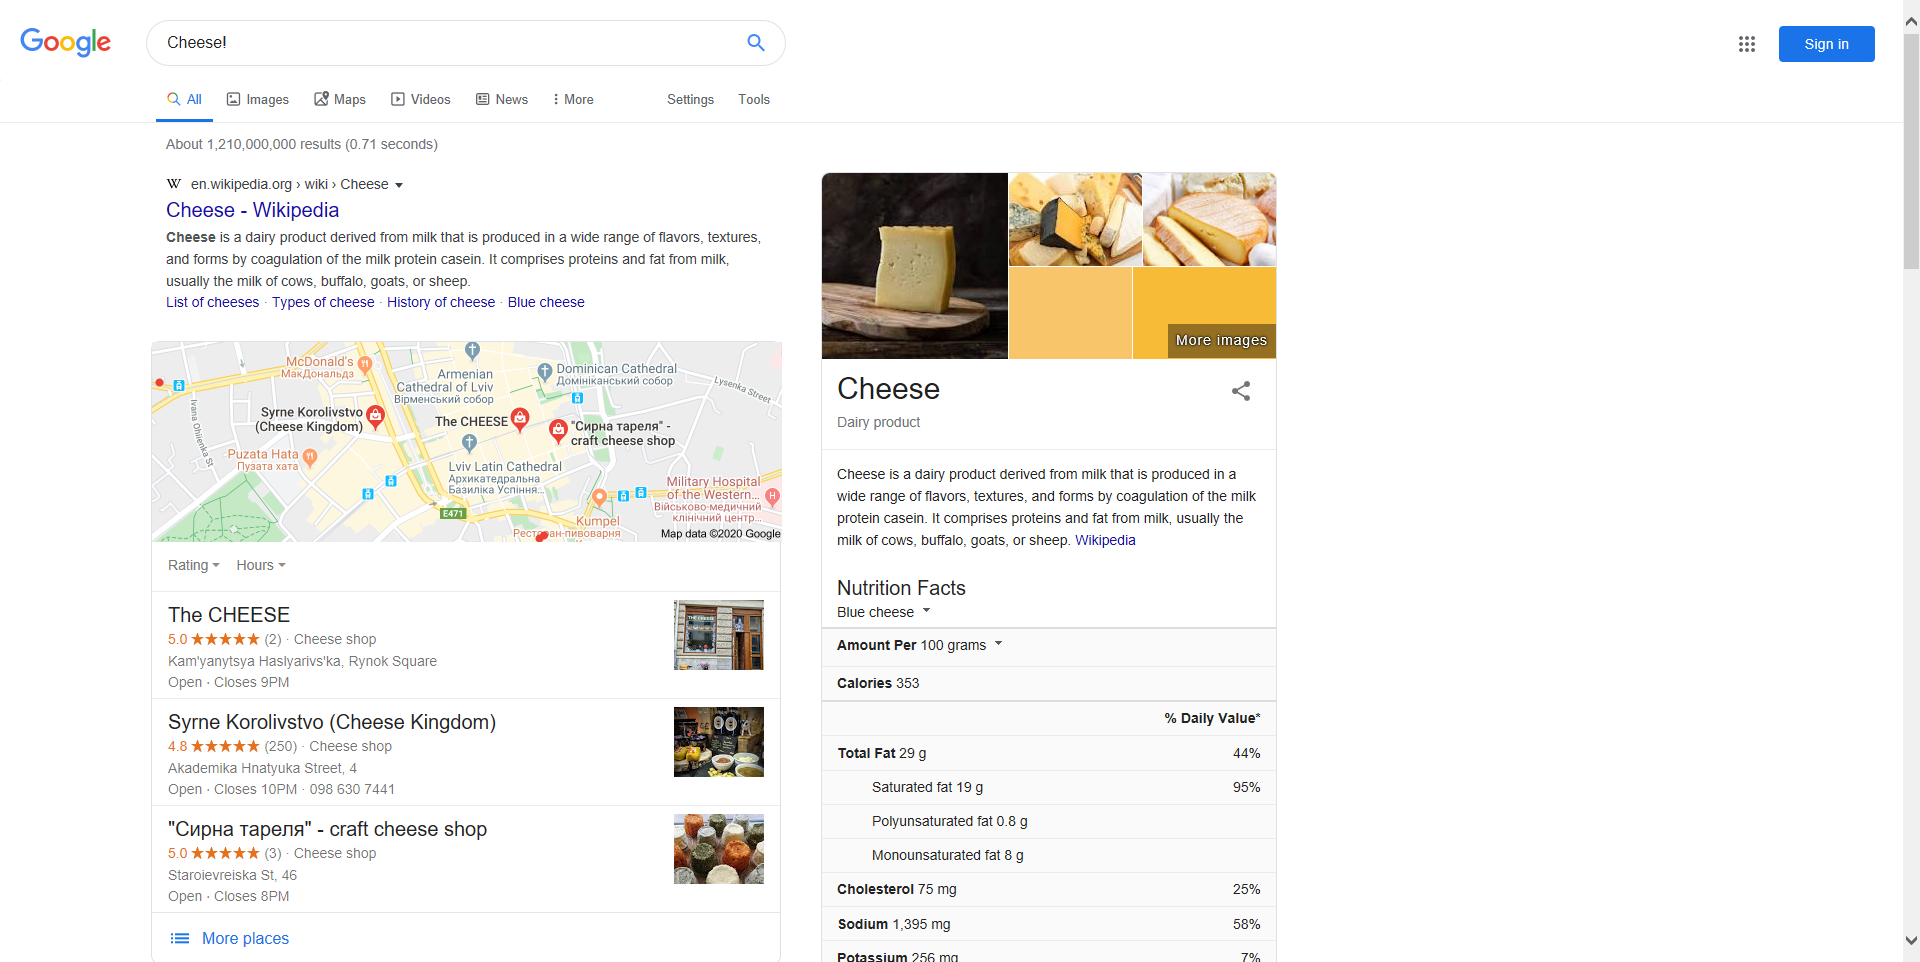 Google
Cheese!
Sign in
All
Images
Maps
Videos
News
More
Settings
Tools
About 1,210,000,000 results (0.71 seconds)
W en.wikipedia.org › wiki › Cheese
Cheese - Wikipedia
Cheese is a dairy product derived from milk that is produced in a wide range of flavors, textures,
and forms by coagulation of the milk protein casein. It comprises proteins and fat from milk,
usually the milk of cows, buffalo, goats, or sheep.
List of cheeses · Types of cheese · History of cheese · Blue cheese
McDonald's
МакДональдз
Armenian
Cathedral of Lviv
Вірменський собор
Dominican Cathedral
Домініканський собор
Lysenka Street
Ivana Ohiienka St
Syrne Korolivstvo
(Cheese Kingdom)
The CHEESE
"Сирна тареля" -
craft cheese shop
Puzata Hata
Пузата хата
Lviv Latin Cathedral
Архикатедральна
Базиліка Успіння...
Military Hospital
of the Western...
Військово-медичний
клінічний центр...
H
E471
Kumpel
Ресторан-пивоварня
Map data ©2020 Google
Rating
Hours
The CHEESE
5.0 (2) · Cheese shop
Kam'yanytsya Haslyarivs'ka, Rynok Square
Open · Closes 9PM
THE CHEESE
Syrne Korolivstvo (Cheese Kingdom)
4.8 (250) · Cheese shop
Akademika Hnatyuka Street, 4
Open · Closes 10PM · 098 630 7441
"Сирна тареля" - craft cheese shop
5.0 (3) · Cheese shop
Staroievreiska St, 46
Open · Closes 8PM
More places
More images
Cheese
Dairy product
Cheese is a dairy product derived from milk that is produced in a
wide range of flavors, textures, and forms by coagulation of the milk
protein casein. It comprises proteins and fat from milk, usually the
milk of cows, buffalo, goats, or sheep. Wikipedia
Nutrition Facts
Blue cheese
Amount Per 100 grams
Calories 353
% Daily Value*
Total Fat 29 g 44%
Saturated fat 19 g 95%
Polyunsaturated fat 0.8 g
Monounsaturated fat 8 g
Cholesterol 75 mg 25%
Sodium 1,395 mg 58%
Potassium 256 mg 7%